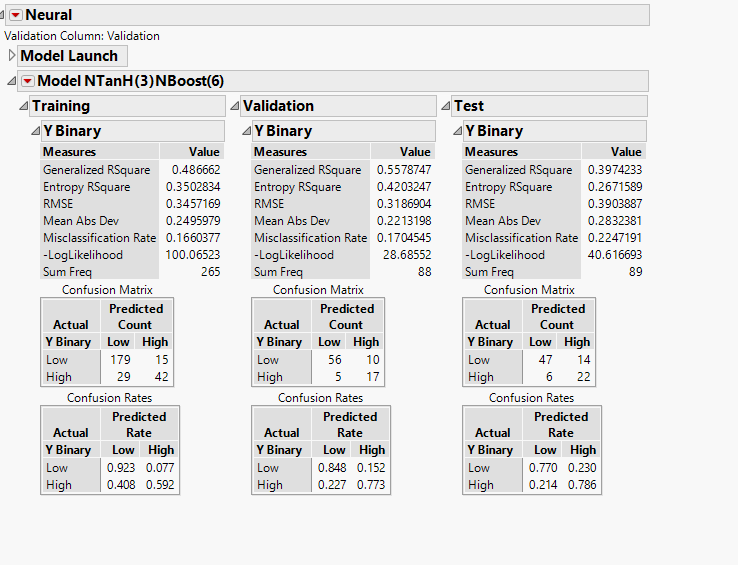 Neural
Validation Column: Validation
Model Launch
Model NTanH(3)NBoost(6)
Training
Y Binary
Measures Value
Generalized RSquare 0.486662
Entropy RSquare 0.3502834
RMSE 0.3457169
Mean Abs Dev 0.2495979
Misclassification Rate 0.1660377
-LogLikelihood 100.06523
Sum Freq 265
Confusion Matrix
Predicted
Actual Count
Y Binary Low High
Low 179 15
High 29 42
Confusion Rates
Predicted
Actual Rate
Y Binary Low High
Low 0.923 0.077
High 0.408 0.592
Validation
Y Binary
Measures Value
Generalized RSquare 0.5578747
Entropy RSquare 0.4203247
RMSE 0.3186904
Mean Abs Dev 0.2213198
Misclassification Rate 0.1704545
-LogLikelihood 28.68552
Sum Freq 88
Confusion Matrix
Predicted
Actual Count
Y Binary Low High
Low 56 10
High 5 17
Confusion Rates
Predicted
Actual Rate
Y Binary Low High
Low 0.848 0.152
High 0.227 0.773
Test
Y Binary
Measures Value
Generalized RSquare 0.3974233
Entropy RSquare 0.2671589
RMSE 0.3903887
Mean Abs Dev 0.2832381
Misclassification Rate 0.2247191
-LogLikelihood 40.616693
Sum Freq 89
Confusion Matrix
Predicted
Actual Count
Y Binary Low High
Low 47 14
High 6 22
Confusion Rates
Predicted
Actual Rate
Y Binary Low High
Low 0.770 0.230
High 0.214 0.786